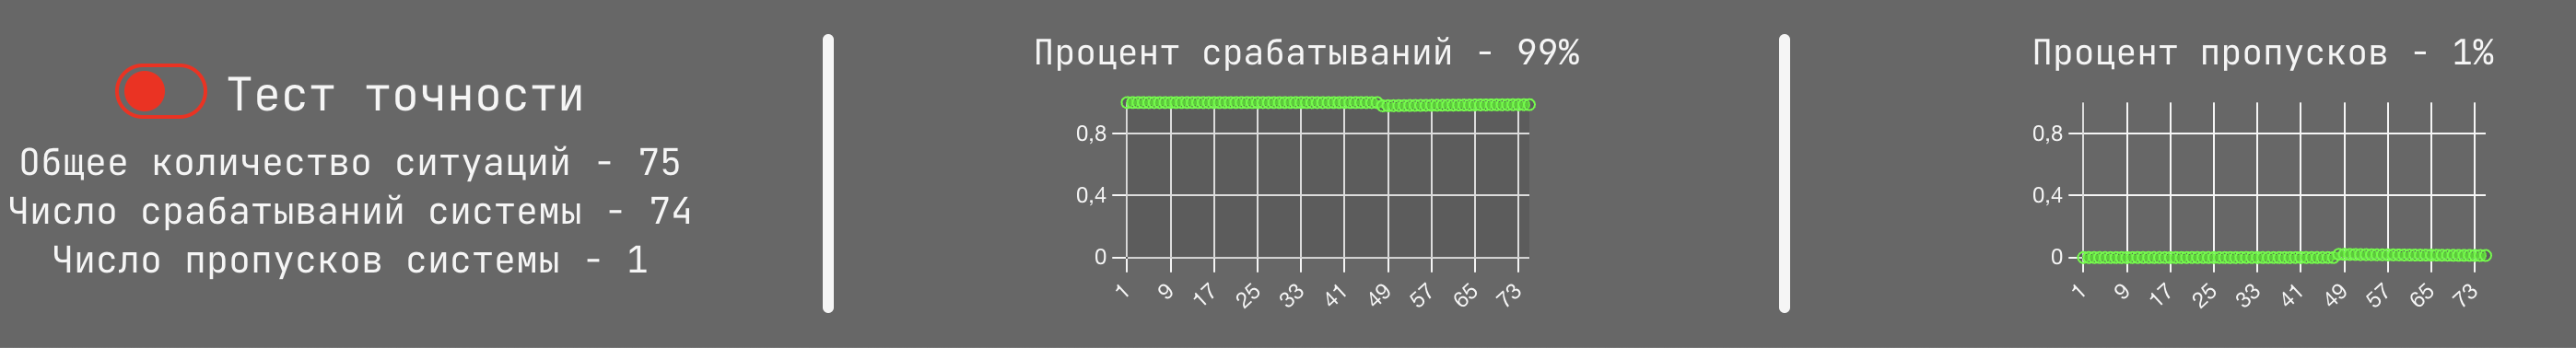 Тест точности
Общее количество ситуаций - 75
Число срабатываний системы - 74
Число пропусков системы - 1
Процент срабатываний - 99%
0,8
0,4
0
1 9 17 25 33 41 49 57 65 73
Процент пропусков - 1%
0,8
0,4
0
1 9 17 25 33 41 49 57 65 73